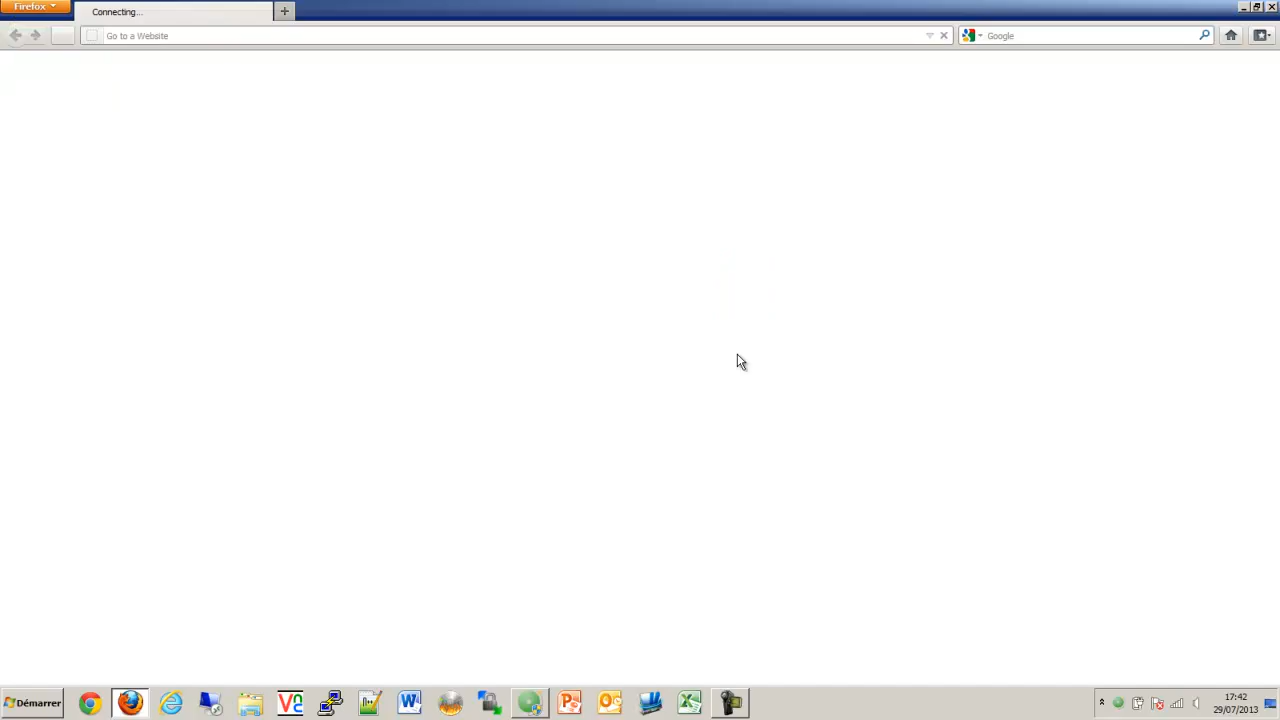 Firefox
Connecting...
Go to a Website
Google
Démarrer
17:42
29/07/2013